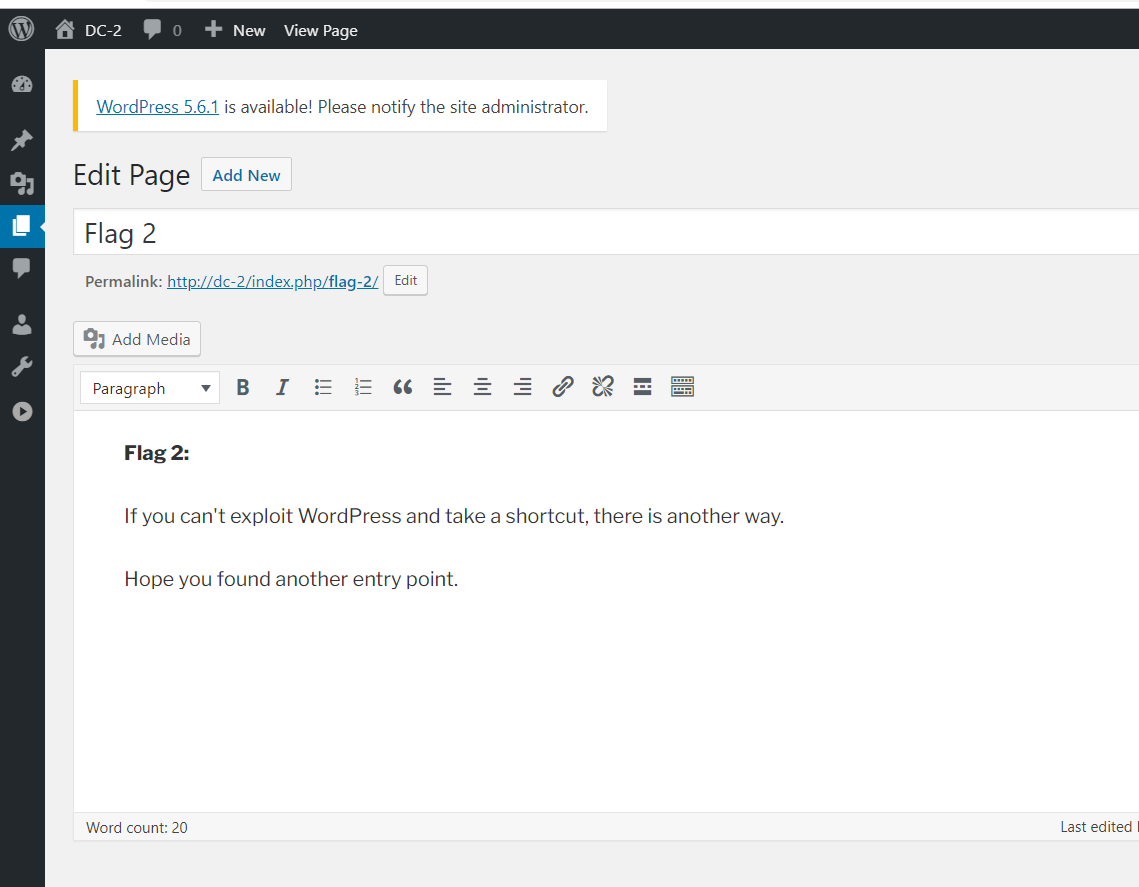 DC-2 0 New View Page
WordPress 5.6.1 is available! Please notify the site administrator.
Edit Page Add New
Flag 2
Permalink: http://dc-2/index.php/flag-2/ Edit
Add Media
Paragraph
Flag 2:
If you can't exploit WordPress and take a shortcut, there is another way.
Hope you found another entry point.
Word count: 20 Last edited